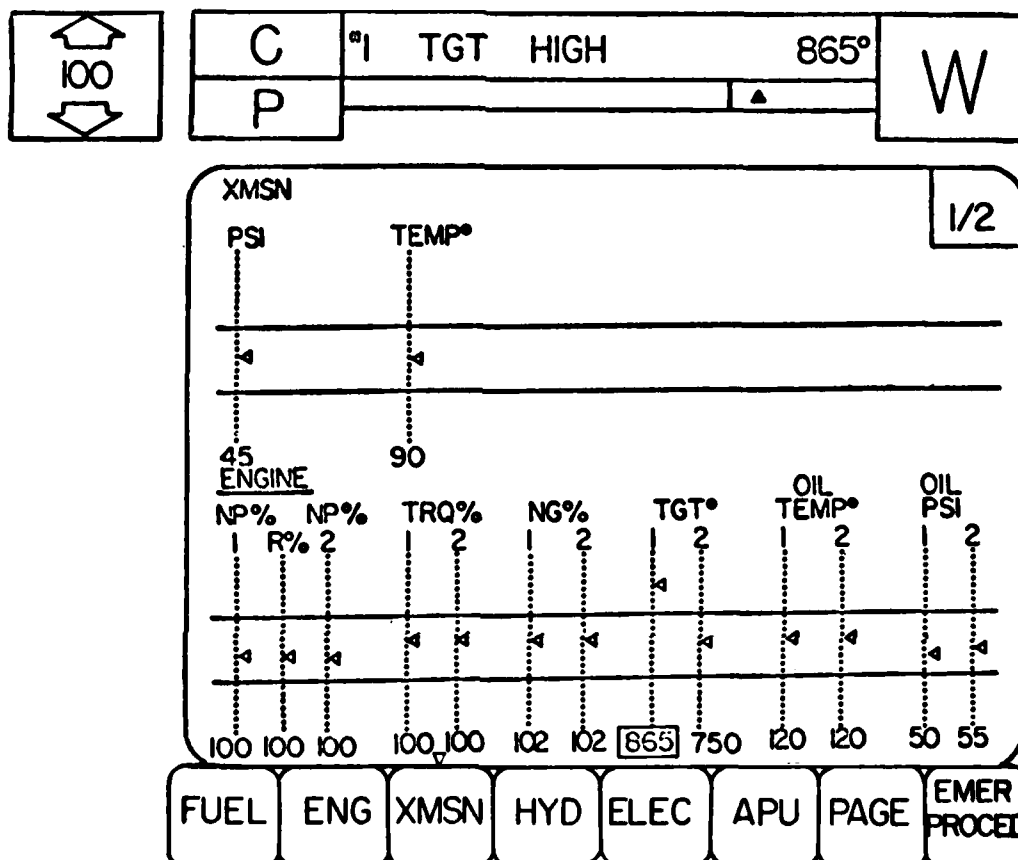 100
C
"1 TGT HIGH 865°
P
W
XMSN
1/2
PSI TEMP°
45 90
ENGINE
NP% NP% TRQ% NG% TGT° OIL TEMP° OIL PSI
1 R% 2 1 2 1 2 1 2 1 2 1 2
100 100 100 100 100 102 102 865 750 120 120 50 55
FUEL ENG XMSN HYD ELEC APU PAGE EMER PROCED